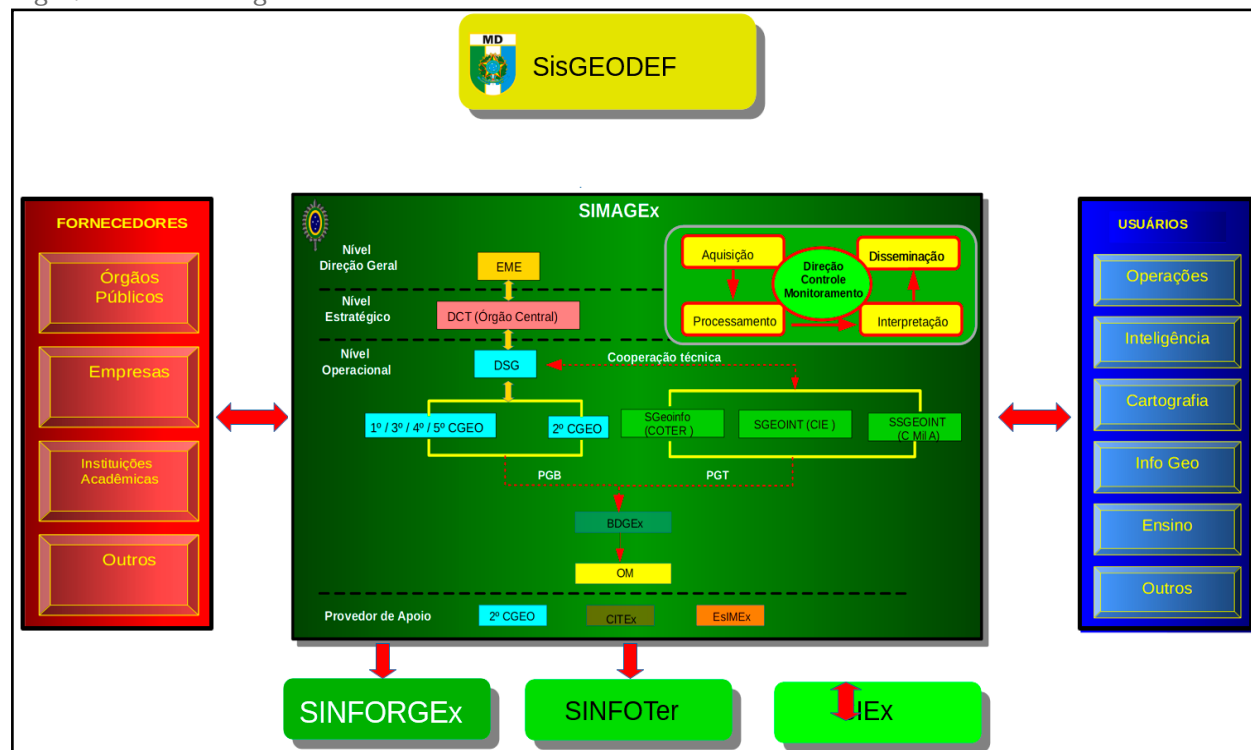 MD
SisGEODEF
FORNECEDORES
Órgãos
Públicos
Empresas
Instituições
Acadêmicas
Outros
SIMAGEx
Nível
Direção Geral
EME
Nível
Estratégico
DCT (Órgão Central)
Nível
Operacional
DSG
Aquisição
Direção
Controle
Monitoramento
Disseminação
Processamento
Interpretação
Cooperação técnica
1º / 3º / 4º / 5º CGEO
2º CGEO
SGeoinfo
(COTER )
SGEOINT (CIE )
SSGEOINT
(C Mil A)
PGB
PGT
BDGEx
OM
Provedor de Apoio
2º CGEO
CITEx
EsIMEx
USUÁRIOS
Operações
Inteligência
Cartografia
Info Geo
Ensino
Outros
SINFORGEx
SINFOTer